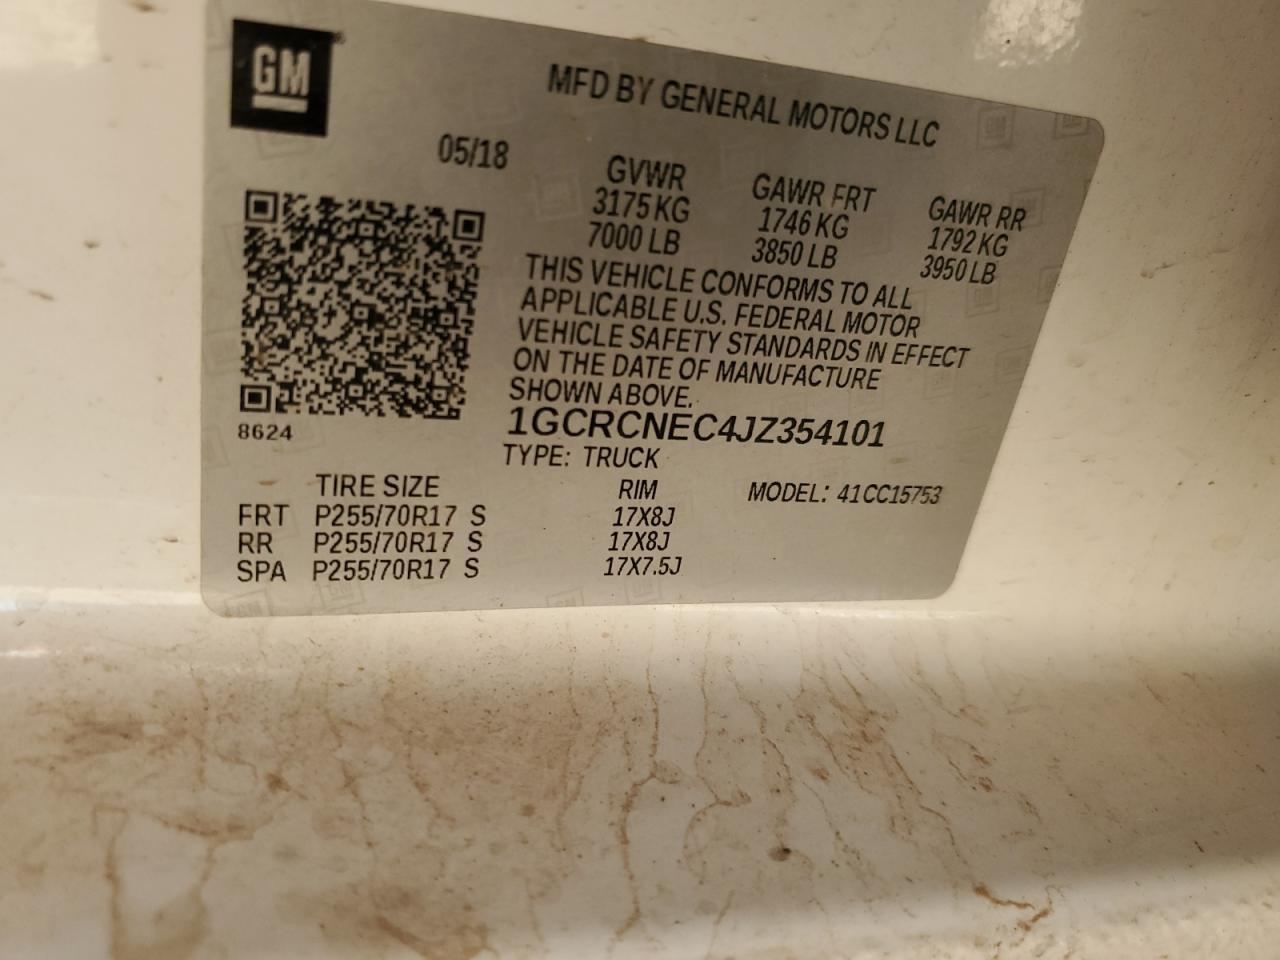 GM
MFD BY GENERAL MOTORS LLC
05/18
GVWR GAWR FRT GAWR RR
3175 KG 1746 KG 1792 KG
7000 LB 3850 LB 3950 LB
THIS VEHICLE CONFORMS TO ALL
APPLICABLE U.S. FEDERAL MOTOR
VEHICLE SAFETY STANDARDS IN EFFECT
ON THE DATE OF MANUFACTURE
SHOWN ABOVE.
8624
1GCRCNEC4JZ354101
TYPE: TRUCK
TIRE SIZE RIM MODEL: 41CC15753
FRT P255/70R17 S 17X8J
RR P255/70R17 S 17X8J
SPA P255/70R17 S 17X7.5J